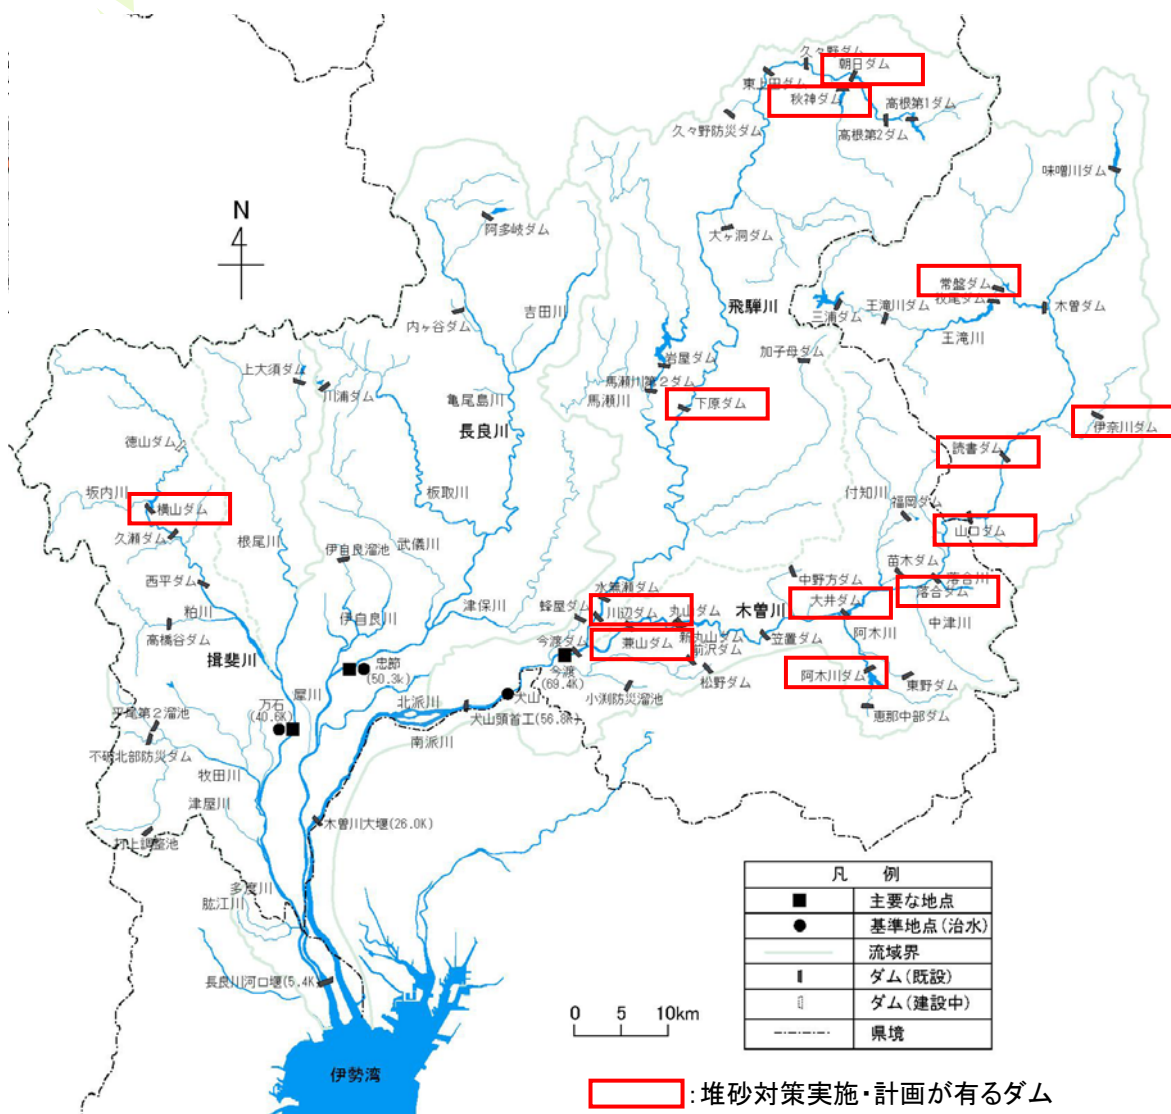 久々野ダム
朝日ダム
東上田ダム
秋神ダム
高根第1ダム
久々野防災ダム
高根第2ダム
味噌川ダム
N
阿多岐ダム
大ヶ洞ダム
常盤ダム
牧尾ダム
木曽ダム
飛騨川
三浦ダム
王滝川ダム
王滝川
吉田川
内ヶ谷ダム
加子母ダム
岩屋ダム
上大須ダム
川浦ダム
馬瀬川第2ダム
馬瀬川
下原ダム
亀尾島川
長良川
伊奈川ダム
徳山ダム
読書ダム
坂内川
板取川
付知川
福岡ダム
横山ダム
山口ダム
久瀬ダム
根尾川
武儀川
伊自良溜池
苗木ダム
西平ダム
中野方ダム
落合川
落合ダム
水無瀬ダム
粕川
伊自良川
津保川
蜂屋ダム
川辺ダム
丸山ダム
木曽川
大井ダム
中津川
高橋谷ダム
新丸山ダム
阿木川
今渡ダム
兼山ダム
前沢ダム
笠置ダム
揖斐川
忠節
(50.3k)
今渡
(69.4K)
松野ダム
阿木川ダム
東野ダム
犀川
小渕防災溜池
万石
(40.6K)
北派川
犬山
恵那中部ダム
平尾第2溜池
犬山頭首工(56.8K)
南派川
不破北部防災ダム
牧田川
津屋川
木曽川大堰(26.0K)
村上調整池
多度川
肱江川
長良川河口堰(5.4K)
伊勢湾
0 5 10km
凡 例
主要な地点
基準地点(治水)
流域界
ダム(既設)
ダム(建設中)
県境
:堆砂対策実施・計画が有るダム